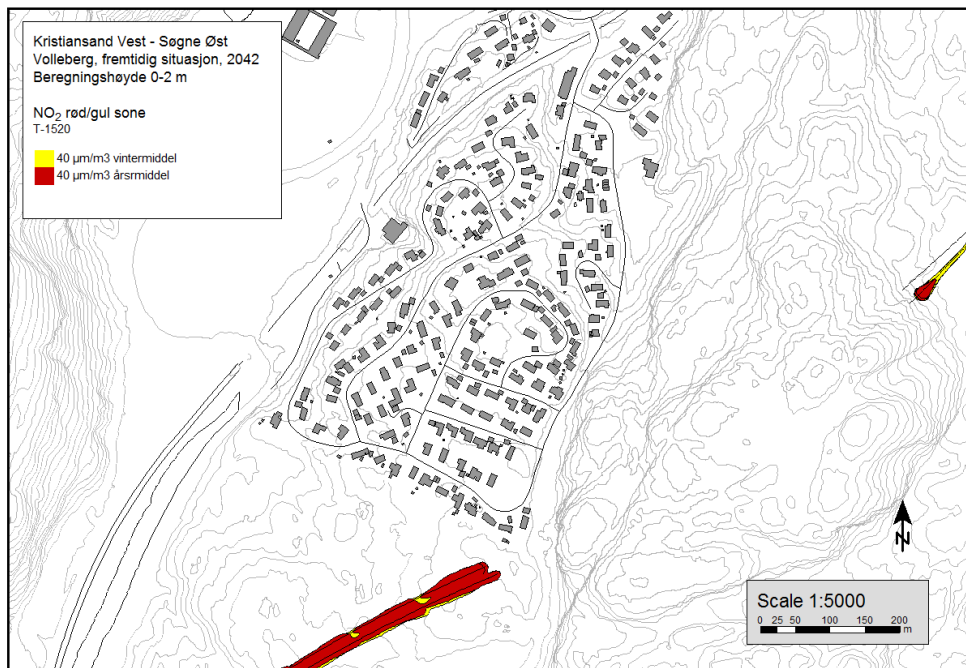 Kristiansand Vest - Søgne Øst
Volleberg, fremtidig situasjon, 2042
Beregningshøyde 0-2 m
NO₂ rød/gul sone
T-1520
40 µm/m3 vintermiddel
40 µm/m3 årsrmiddel
N
Scale 1:5000
0 25 50 100 150 200
m